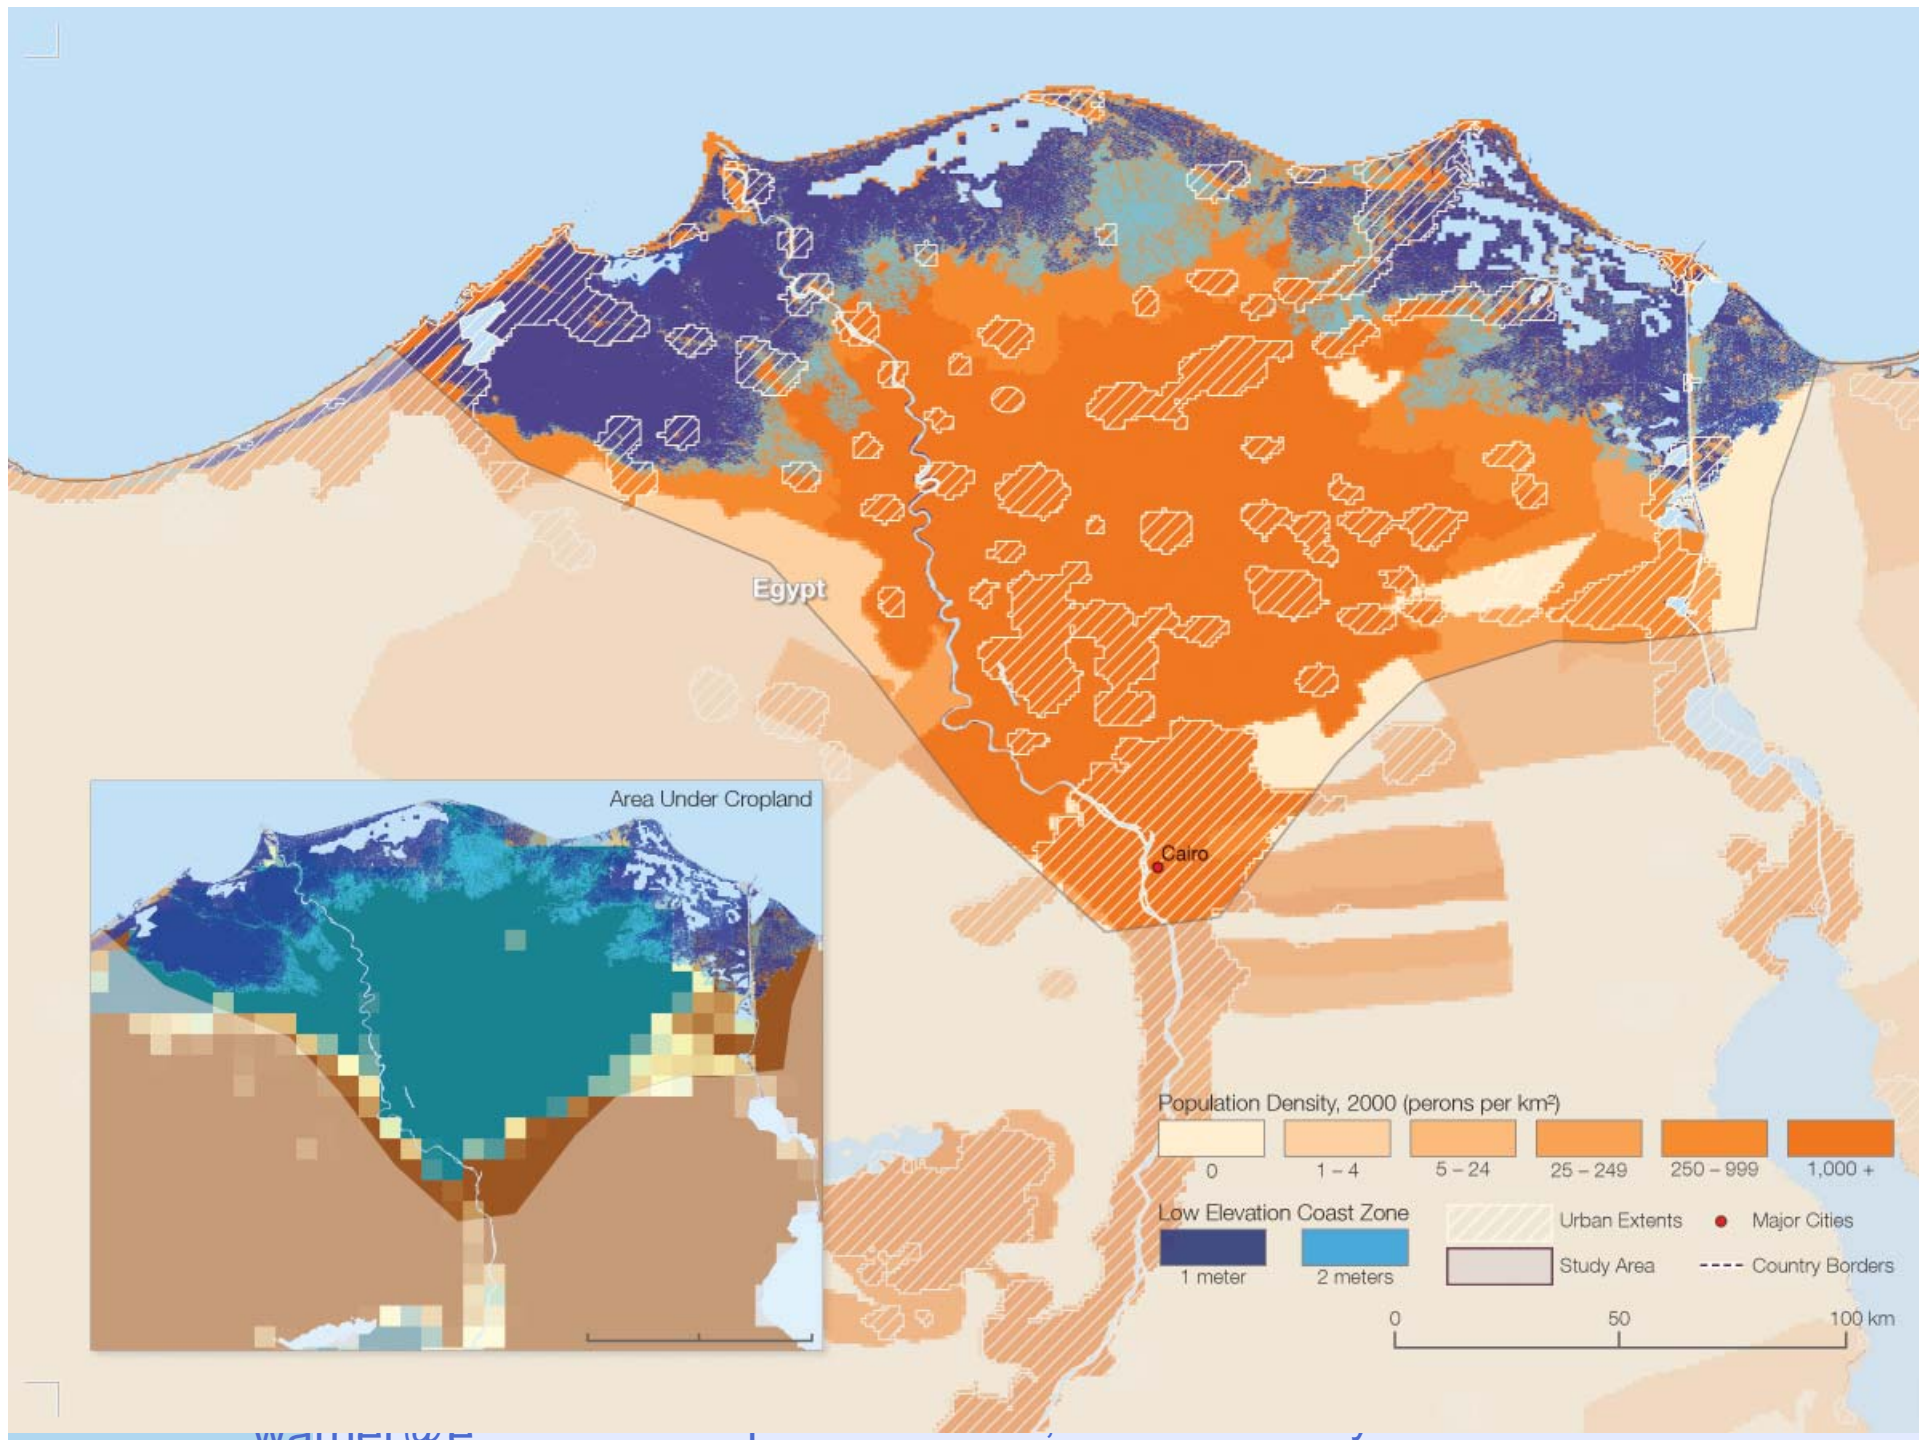 Egypt
Area Under Cropland
Cairo
Population Density, 2000 (perons per km²)
0 1 – 4 5 – 24 25 – 249 250 – 999 1,000 +
Low Elevation Coast Zone
1 meter 2 meters
Urban Extents Major Cities
Study Area Country Borders
0 50 100 km